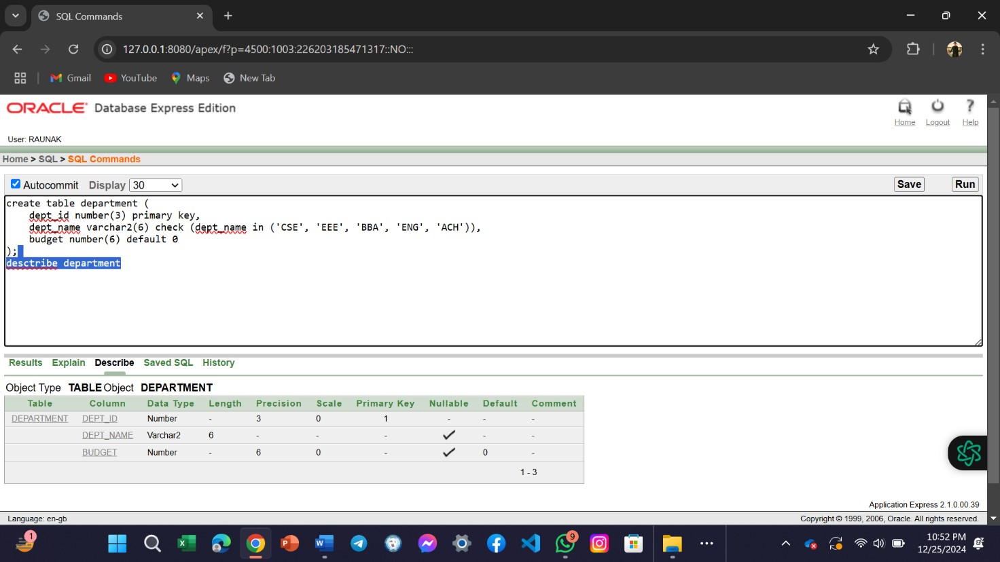 SQL Commands
127.0.0.1:8080/apex/f?p=4500:1003:226203185471317::NO:::
Gmail YouTube Maps New Tab
ORACLE Database Express Edition
Home Logout Help
User: RAUNAK
Home > SQL > SQL Commands
Autocommit Display 30 Save Run
create table department (
dept_id number(3) primary key,
dept_name varchar2(6) check (dept_name in ('CSE', 'EEE', 'BBA', 'ENG', 'ACH')),
budget number(6) default 0
);
desctribe department
Results Explain Describe Saved SQL History
Object Type TABLE Object DEPARTMENT
Table Column Data Type Length Precision Scale Primary Key Nullable Default Comment
DEPARTMENT DEPT_ID Number - 3 0 1 - - -
DEPT_NAME Varchar2 6 - - - ✓ - -
BUDGET Number - 6 0 - ✓ 0 -
1 - 3
Application Express 2.1.0.00.39
Language: en-gb Copyright © 1999, 2006, Oracle. All rights reserved.
1 9 10:52 PM
12/25/2024